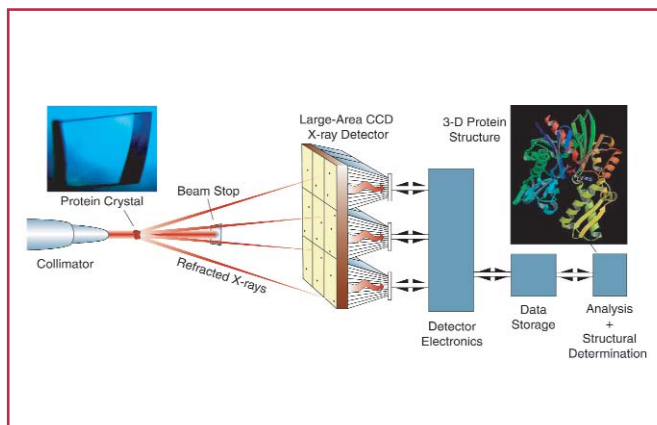 Large-Area CCD
X-ray Detector
3-D Protein
Structure
Beam Stop
Protein Crystal
Collimator
Refracted X-rays
Detector
Electronics
Data
Storage
Analysis
+
Structural
Determination